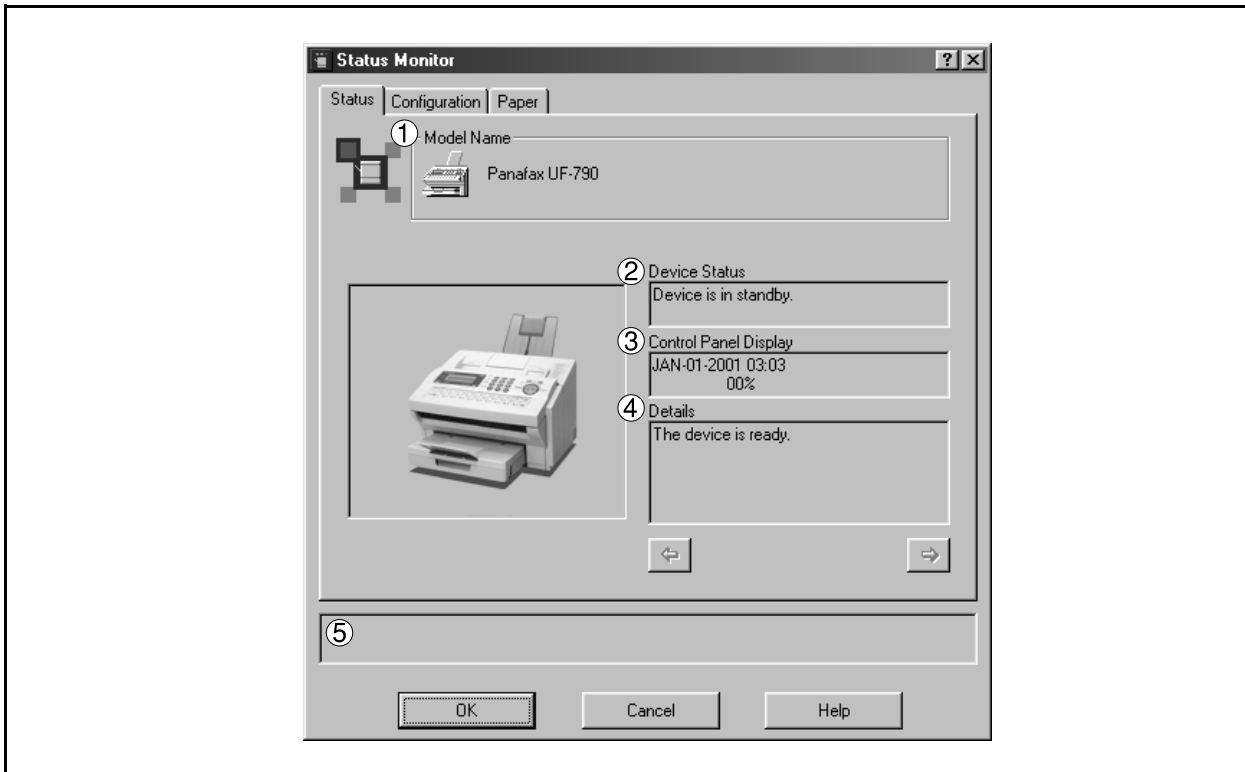 Status Monitor
Status Configuration Paper
① Model Name
Panafax UF-790
② Device Status
Device is in standby.
③ Control Panel Display
JAN-01-2001 03:03
00%
④ Details
The device is ready.
⑤
OK Cancel Help